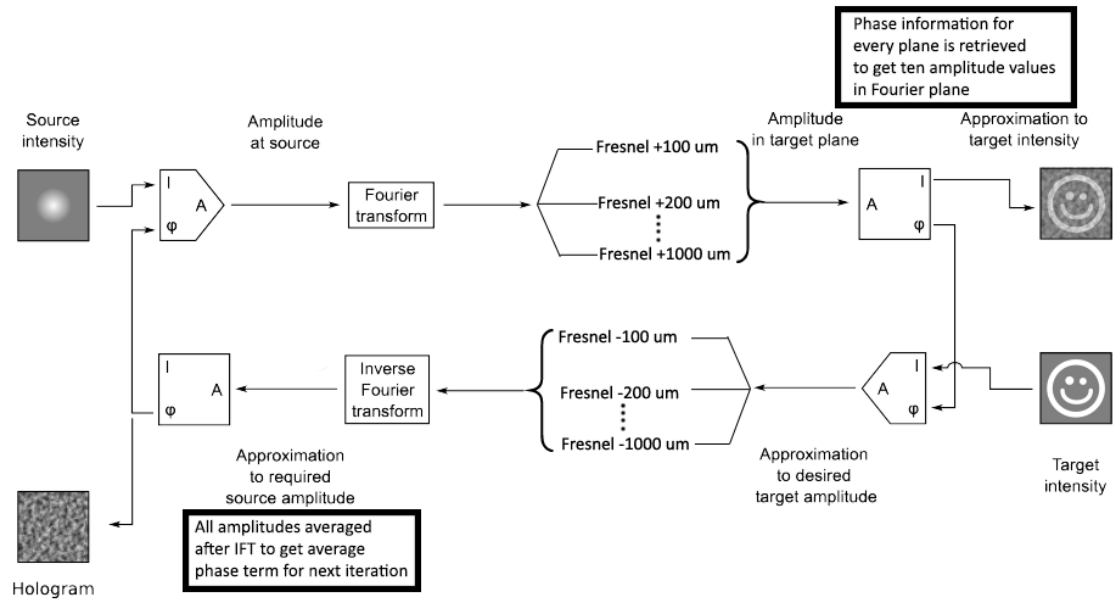 Phase information for
every plane is retrieved
to get ten amplitude values
in Fourier plane
Source
intensity
Amplitude
at source
Amplitude
in target plane
Approximation to
target intensity
I
A
φ
Fourier
transform
Fresnel +100 um
Fresnel +200 um
Fresnel +1000 um
A
I
φ
I
A
φ
Inverse
Fourier
transform
Fresnel -100 um
Fresnel -200 um
Fresnel -1000 um
A
I
φ
Approximation
to required
source amplitude
Approximation
to desired
target amplitude
Target
intensity
All amplitudes averaged
after IFT to get average
phase term for next iteration
Hologram